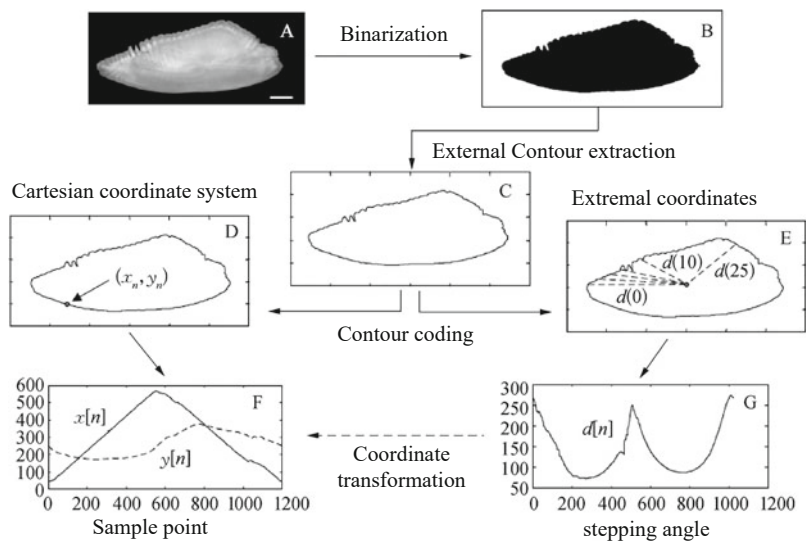 A
Binarization
B
External Contour extraction
Cartesian coordinate system
C
Extremal coordinates
D
(xₙ, yₙ)
E
d(10)
d(25)
d(0)
Contour coding
600
500
400
300
200
100
0
F
x[n]
y[n]
0 200 400 600 800 1000 1200
Sample point
Coordinate
transformation
300
250
200
150
100
50
G
d[n]
0 200 400 600 800 1000 1200
stepping angle